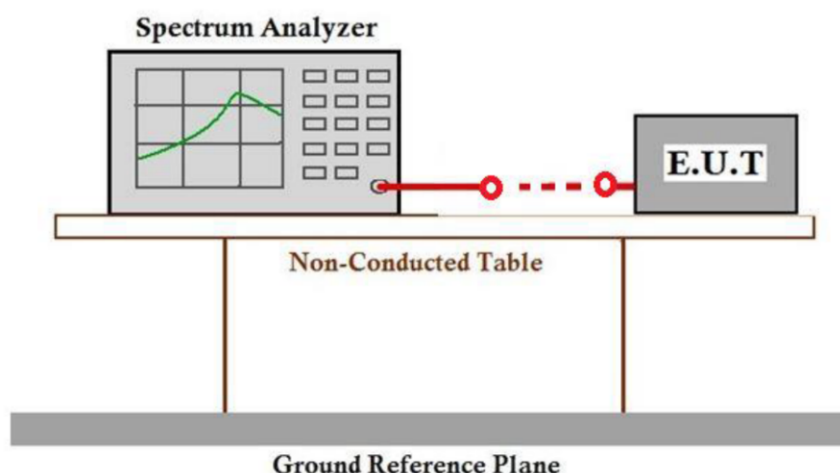 Spectrum Analyzer
E.U.T
Non-Conducted Table
Ground Reference Plane